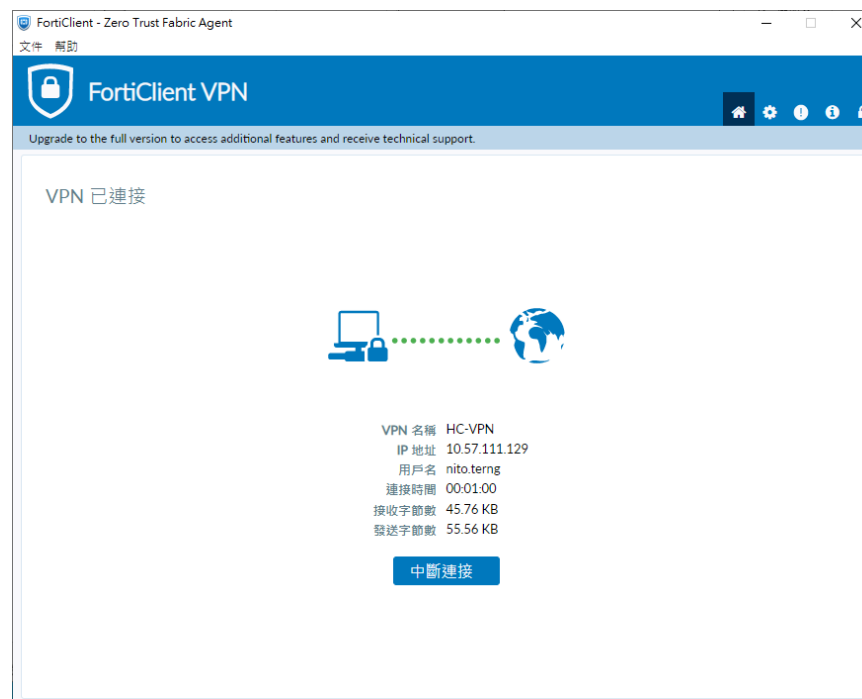 FortiClient - Zero Trust Fabric Agent
文件 幫助
FortiClient VPN
Upgrade to the full version to access additional features and receive technical support.
VPN 已連接
VPN 名稱 HC-VPN
IP 地址 10.57.111.129
用戶名 nito.terng
連接時間 00:01:00
接收字節數 45.76 KB
發送字節數 55.56 KB
中斷連接